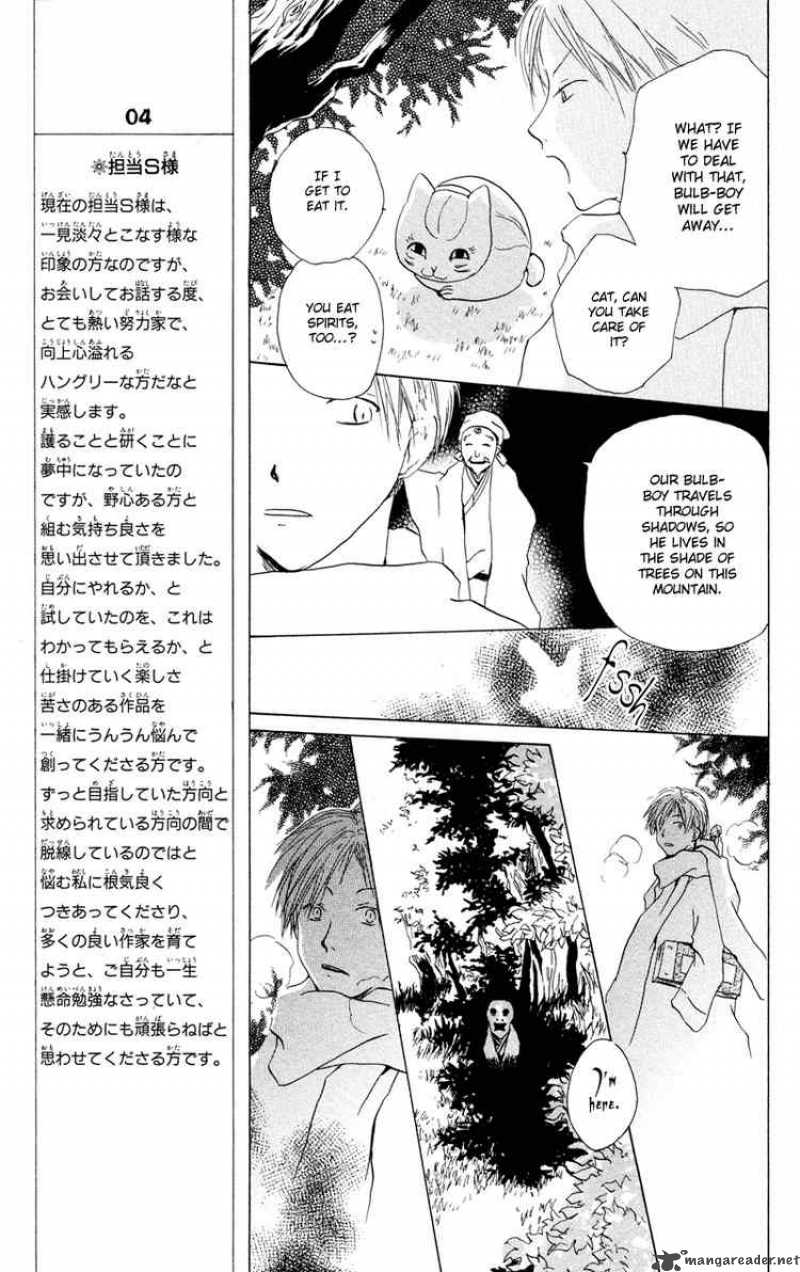 WHAT? IF
WE HAVE
TO DEAL
WITH THAT,
BULB-BOY
WILL GET
AWAY...
CAT, CAN
YOU TAKE
CARE OF
IT?
IF I
GET TO
EAT IT.
YOU EAT
SPIRITS,
TOO...?
OUR BULB-
BOY TRAVELS
THROUGH
SHADOWS, SO
HE LIVES IN
THE SHADE OF
TREES ON THIS
MOUNTAIN.
fssh
I'm
here.
04
※担当S様
現在の担当S様は、
一見淡々とこなす様な
印象の方なのですが、
お会いしてお話する度、
とても熱い努力家で、
向上心溢れる
ハングリーな方だなと
実感します。
護ることと研くことに
夢中になっていたの
ですが、野心ある方と
組む気持ち良さを
思い出させて頂きました。
自分にやれるか、と
試していたのを、これは
わかってもらえるか、と
仕掛けていく楽しさ
苦さのある作品を
一緒にうんうん悩んで
創ってくださる方です。
ずっと目指していた方向と
求められている方向の間で
脱線しているのではと
悩む私に根気良く
つきあってくださり、
多くの良い作家を育て
ようと、ご自分も一生
懸命勉強なさっていて、
そのためにも頑張らねばと
思わせてくださる方です。
mangareader.net